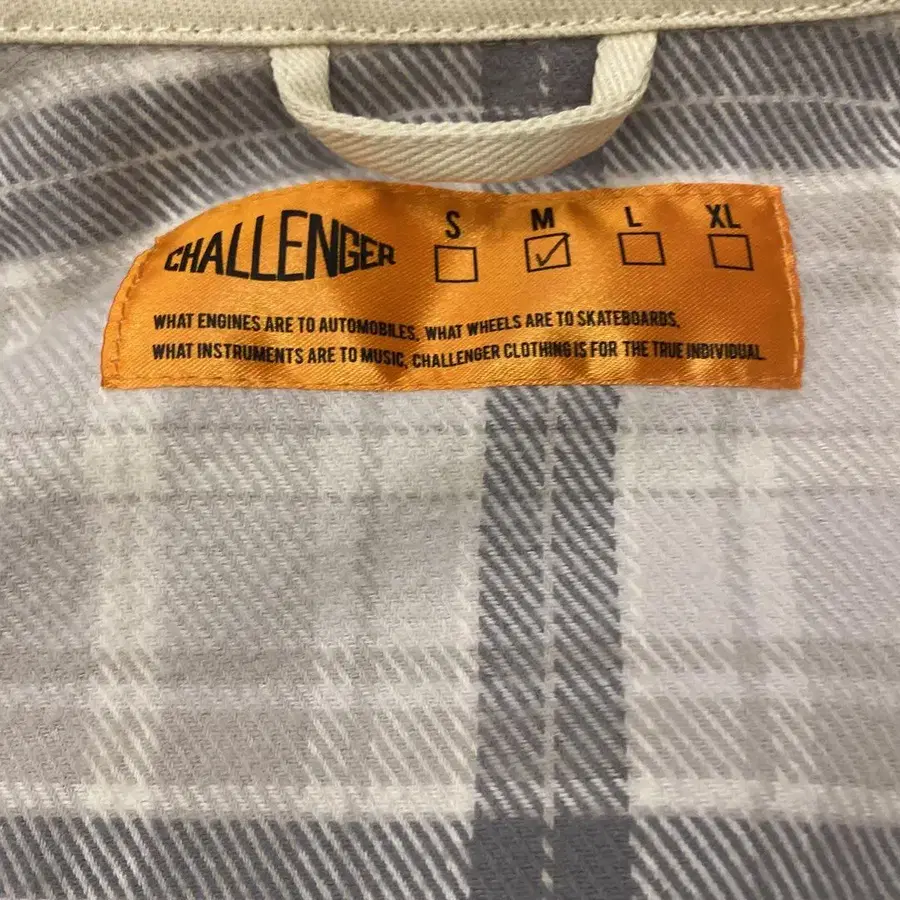 CHALLENGER
S M L XL
WHAT ENGINES ARE TO AUTOMOBILES, WHAT WHEELS ARE TO SKATEBOARDS,
WHAT INSTRUMENTS ARE TO MUSIC, CHALLENGER CLOTHING IS FOR THE TRUE INDIVIDUAL.